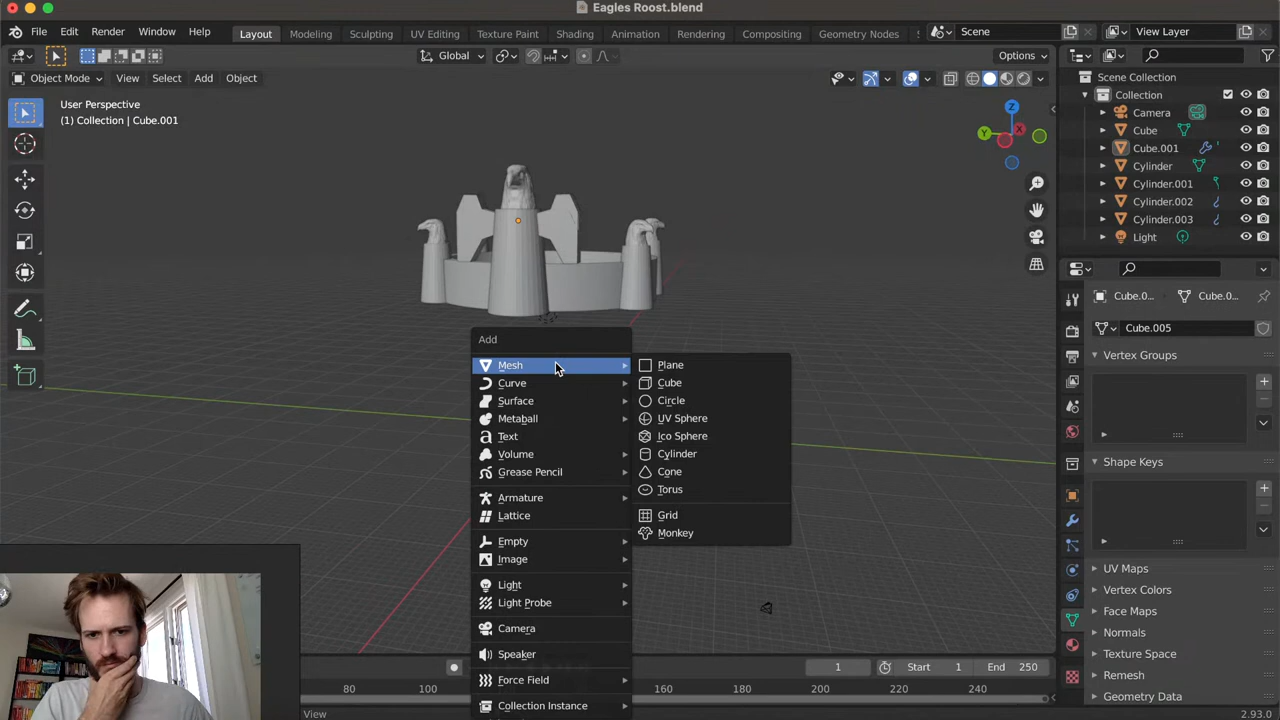 Eagles Roost.blend
File Edit Render Window Help Layout Modeling Sculpting UV Editing Texture Paint Shading Animation Rendering Compositing Geometry Nodes Scene View Layer
Global Options
Object Mode View Select Add Object
User Perspective
(1) Collection | Cube.001
Z
Y
X
Scene Collection
Collection
Camera
Cube
Cube.001
Cylinder
Cylinder.001
Cylinder.002
Cylinder.003
Light
Cube.0... Cube.0...
Cube.005
Vertex Groups
Shape Keys
UV Maps
Vertex Colors
Face Maps
Normals
Texture Space
Remesh
Geometry Data
Add
Mesh
Curve
Surface
Metaball
Text
Volume
Grease Pencil
Armature
Lattice
Empty
Image
Light
Light Probe
Camera
Speaker
Force Field
Collection Instance
Plane
Cube
Circle
UV Sphere
Ico Sphere
Cylinder
Cone
Torus
Grid
Monkey
1 Start 1 End 250
80 100 160 180 200 220 240
View
2.93.0